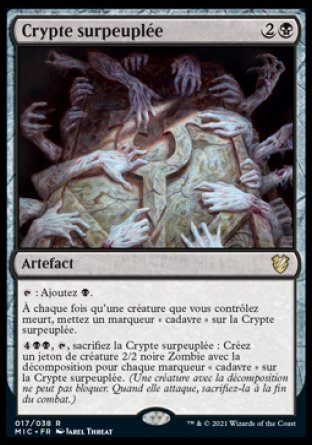 Crypte surpeuplée 2
Artefact
: Ajoutez .
À chaque fois qu'une créature que vous contrôlez
meurt, mettez un marqueur « cadavre » sur la Crypte
surpeuplée.
4 , , sacrifiez la Crypte surpeuplée : Créez
un jeton de créature 2/2 noire Zombie avec la
décomposition pour chaque marqueur « cadavre » sur
la Crypte surpeuplée. (Une créature avec la décomposition
ne peut pas bloquer. Quand elle attaque, sacrifiez-la à la fin
du combat.)
017/038 R
MIC • FR JAREL THREAT
™ & © 2021 Wizards of the Coast